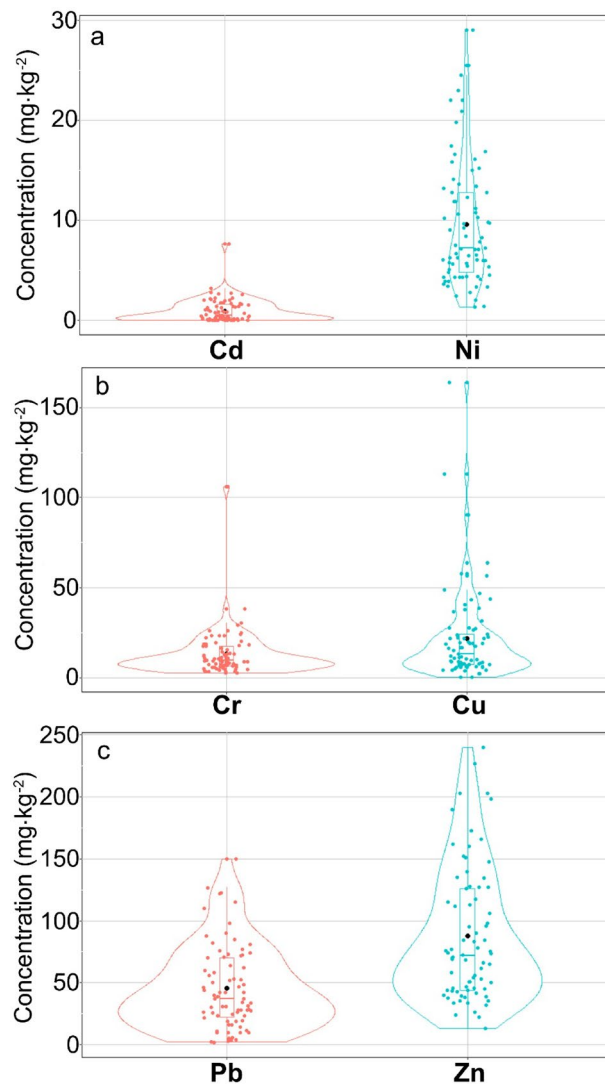 a
Concentration (mg·kg⁻²)
30
20
10
0
Cd Ni
b
Concentration (mg·kg⁻²)
150
100
50
0
Cr Cu
c
Concentration (mg·kg⁻²)
250
200
150
100
50
0
Pb Zn